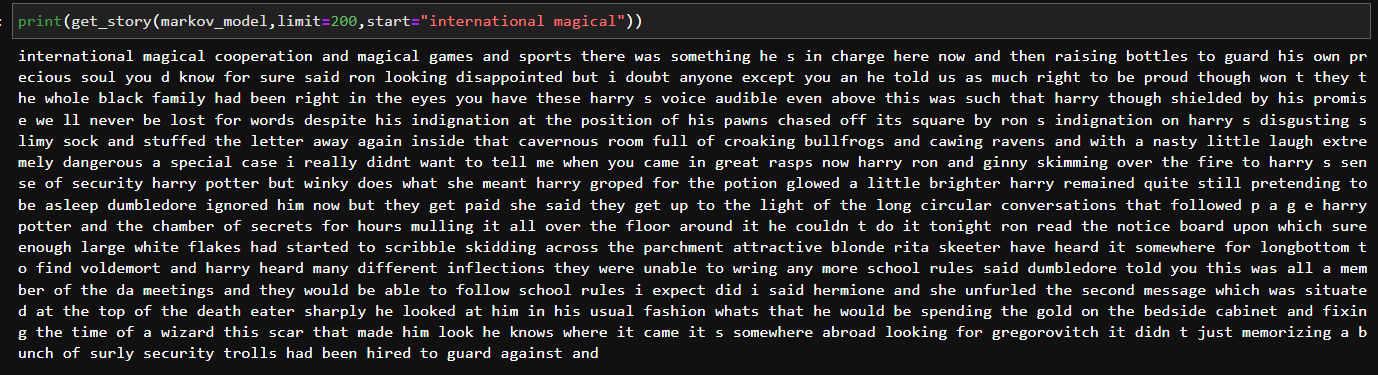 : print(get_story(markov_model,limit=200,start="international magical"))
international magical cooperation and magical games and sports there was something he s in charge here now and then raising bottles to guard his own pr
ecious soul you d know for sure said ron looking disappointed but i doubt anyone except you an he told us as much right to be proud though won t they t
he whole black family had been right in the eyes you have these harry s voice audible even above this was such that harry though shielded by his promis
e we ll never be lost for words despite his indignation at the position of his pawns chased off its square by ron s indignation on harry s disgusting s
limy sock and stuffed the letter away again inside that cavernous room full of croaking bullfrogs and cawing ravens and with a nasty little laugh extre
mely dangerous a special case i really didnt want to tell me when you came in great rasps now harry ron and ginny skimming over the fire to harry s sen
se of security harry potter but winky does what she meant harry groped for the potion glowed a little brighter harry remained quite still pretending to
be asleep dumbledore ignored him now but they get paid she said they get up to the light of the long circular conversations that followed p a g e harry
potter and the chamber of secrets for hours mulling it all over the floor around it he couldn t do it tonight ron read the notice board upon which sure
enough large white flakes had started to scribble skidding across the parchment attractive blonde rita skeeter have heard it somewhere for longbottom t
o find voldemort and harry heard many different inflections they were unable to wring any more school rules said dumbledore told you this was all a mem
ber of the da meetings and they would be able to follow school rules i expect did i said hermione and she unfurled the second message which was situate
d at the top of the death eater sharply he looked at him in his usual fashion whats that he would be spending the gold on the bedside cabinet and fixin
g the time of a wizard this scar that made him look he knows where it came it s somewhere abroad looking for gregorovitch it didn t just memorizing a b
unch of surly security trolls had been hired to guard against and